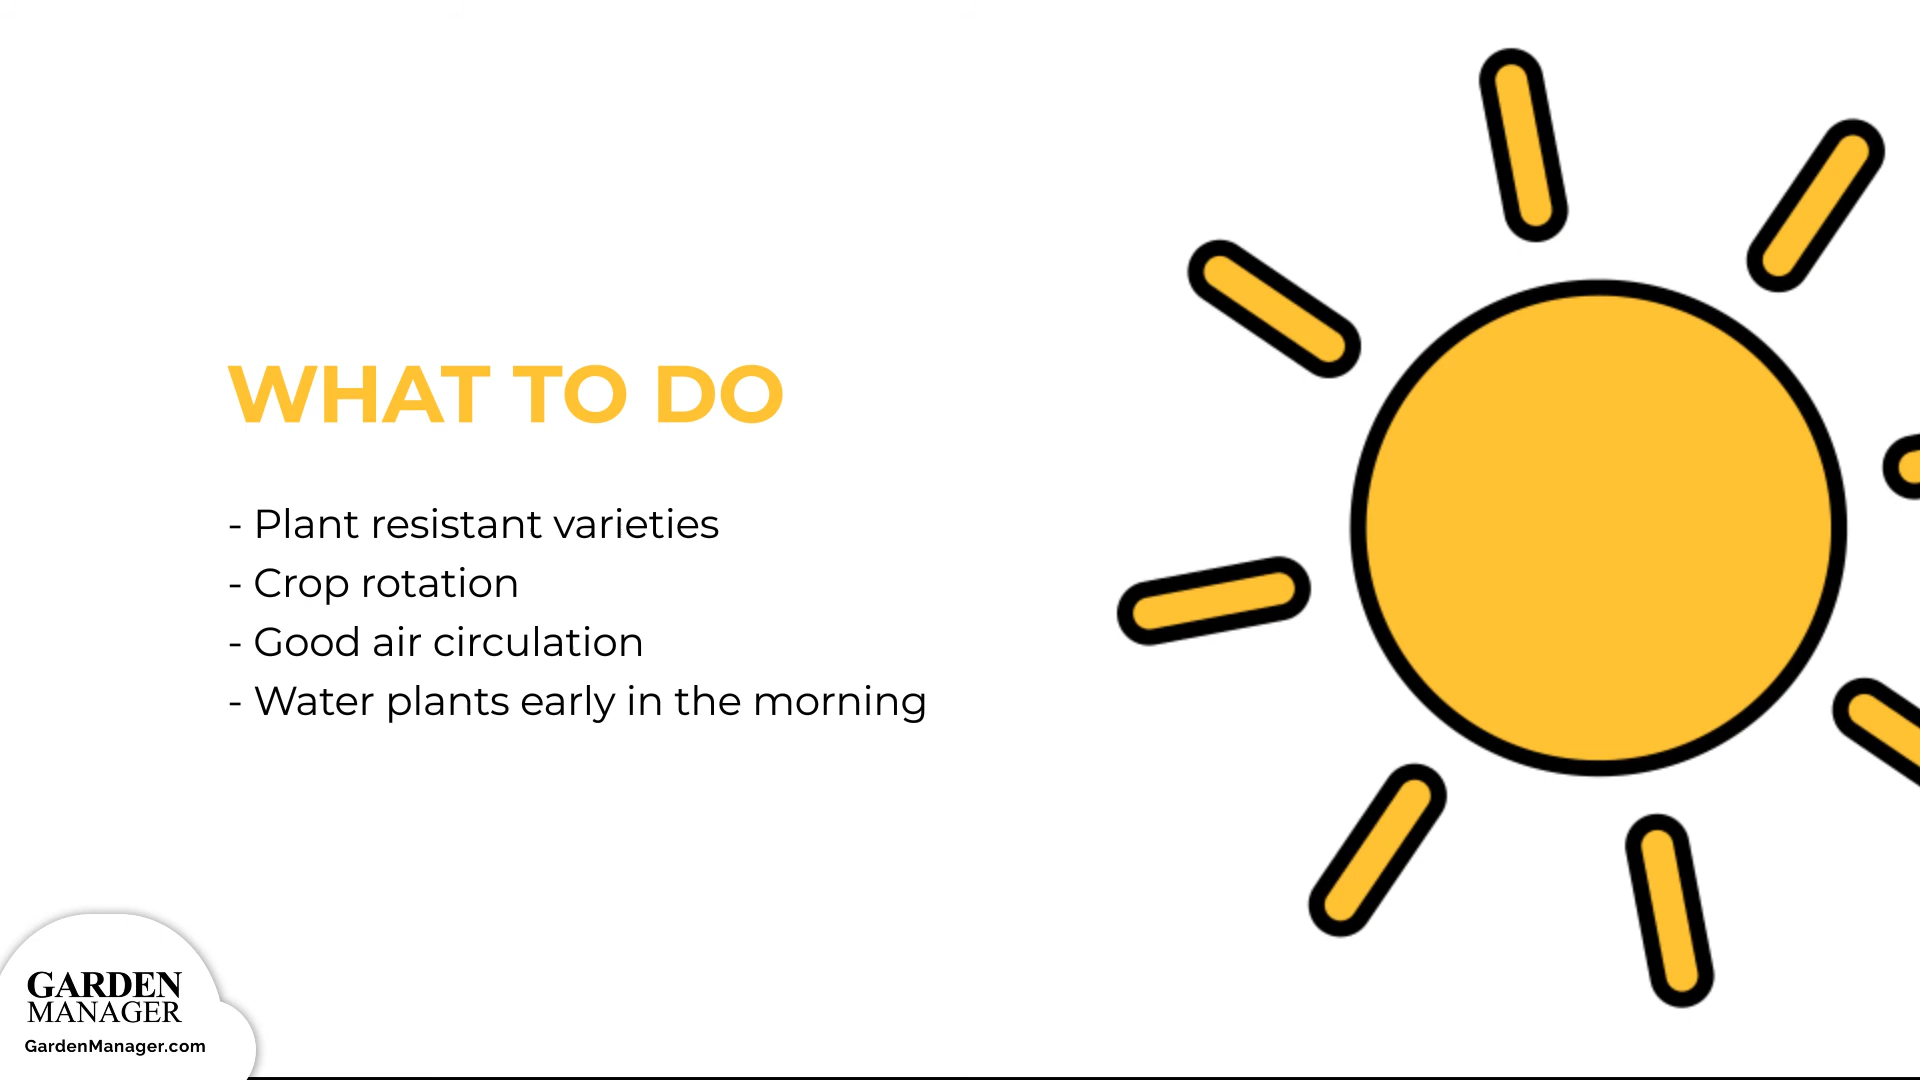 WHAT TO DO
- Plant resistant varieties
- Crop rotation
- Good air circulation
- Water plants early in the morning
GARDEN
MANAGER
GardenManager.com